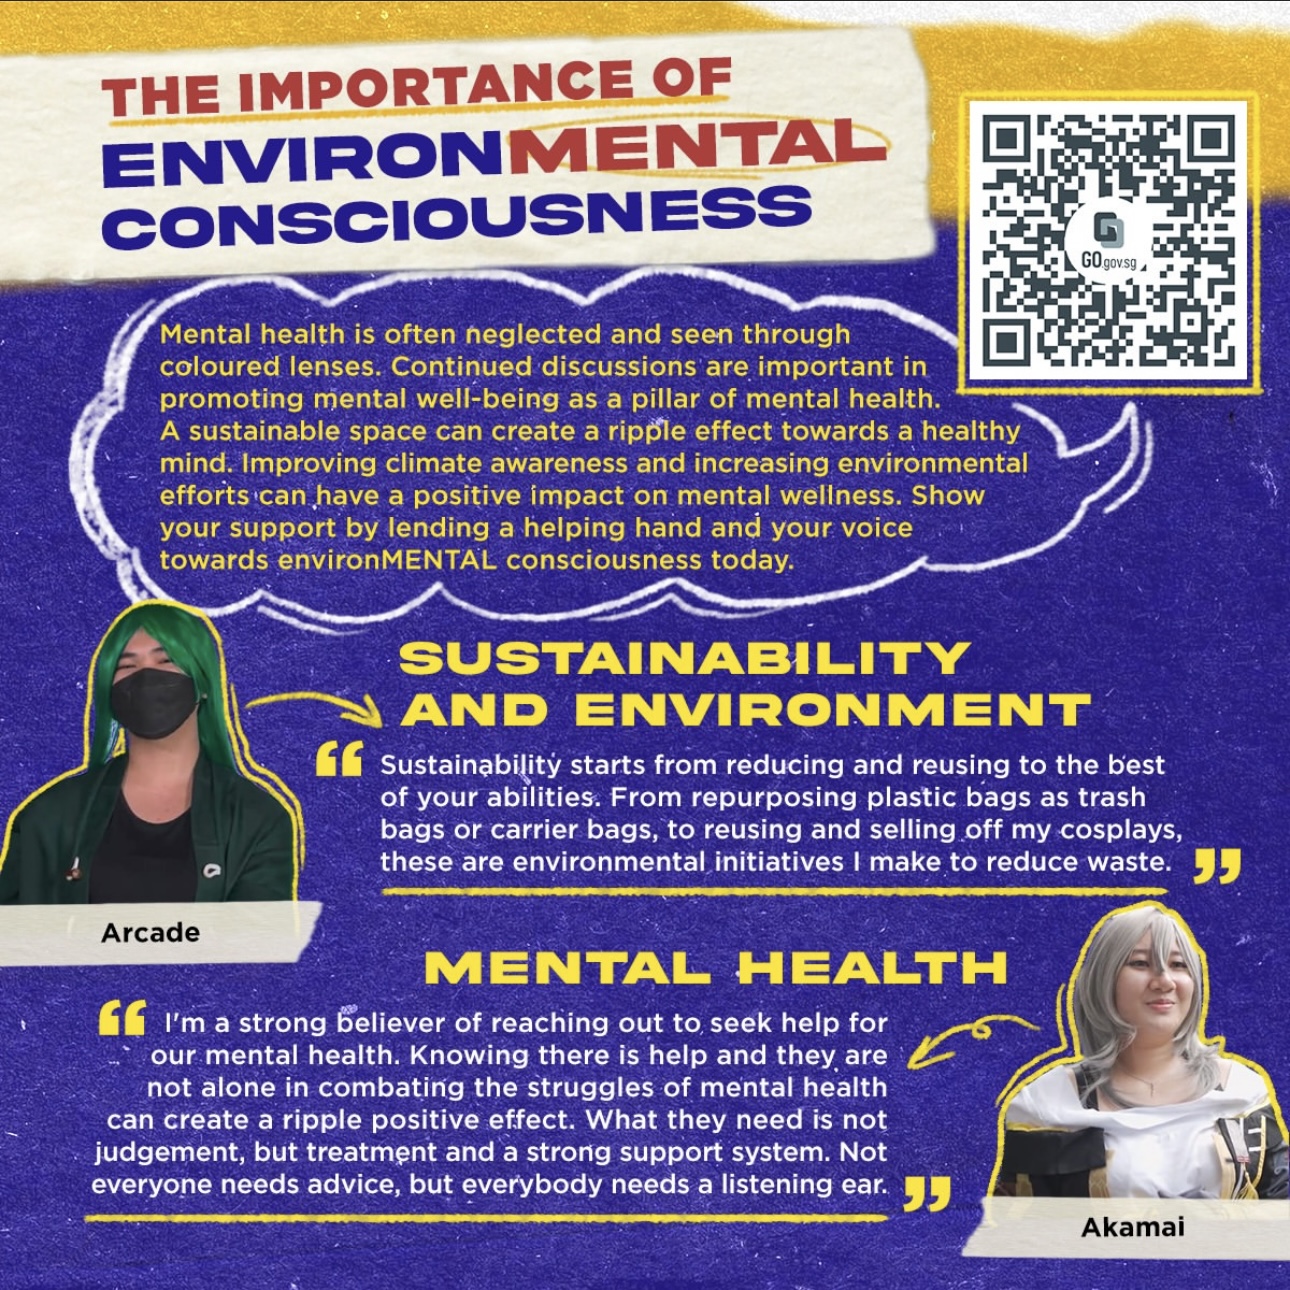 THE IMPORTANCE OF
ENVIRONMENTAL
CONSCIOUSNESS
GO.gov.sg
Mental health is often neglected and seen through
coloured lenses. Continued discussions are important in
promoting mental well-being as a pillar of mental health.
A sustainable space can create a ripple effect towards a healthy
mind. Improving climate awareness and increasing environmental
efforts can have a positive impact on mental wellness. Show
your support by lending a helping hand and your voice
towards environMENTAL consciousness today.
SUSTAINABILITY
AND ENVIRONMENT
“ Sustainability starts from reducing and reusing to the best
of your abilities. From repurposing plastic bags as trash
bags or carrier bags, to reusing and selling off my cosplays,
these are environmental initiatives I make to reduce waste. ”
Arcade
MENTAL HEALTH
“ I'm a strong believer of reaching out to seek help for
our mental health. Knowing there is help and they are
not alone in combating the struggles of mental health
can create a ripple positive effect. What they need is not
judgement, but treatment and a strong support system. Not
everyone needs advice, but everybody needs a listening ear. ”
Akamai